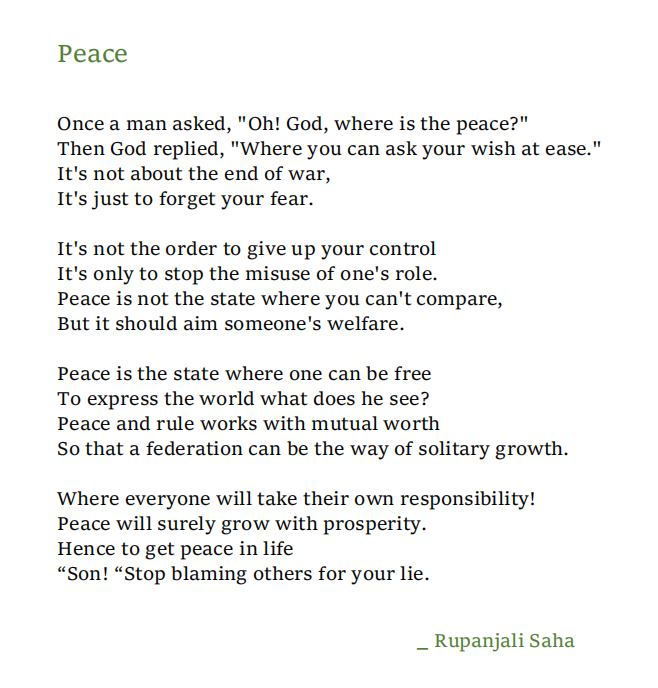 Peace
Once a man asked, "Oh! God, where is the peace?"
Then God replied, "Where you can ask your wish at ease."
It's not about the end of war,
It's just to forget your fear.
It's not the order to give up your control
It's only to stop the misuse of one's role.
Peace is not the state where you can't compare,
But it should aim someone's welfare.
Peace is the state where one can be free
To express the world what does he see?
Peace and rule works with mutual worth
So that a federation can be the way of solitary growth.
Where everyone will take their own responsibility!
Peace will surely grow with prosperity.
Hence to get peace in life
“Son! “Stop blaming others for your lie.
_ Rupanjali Saha